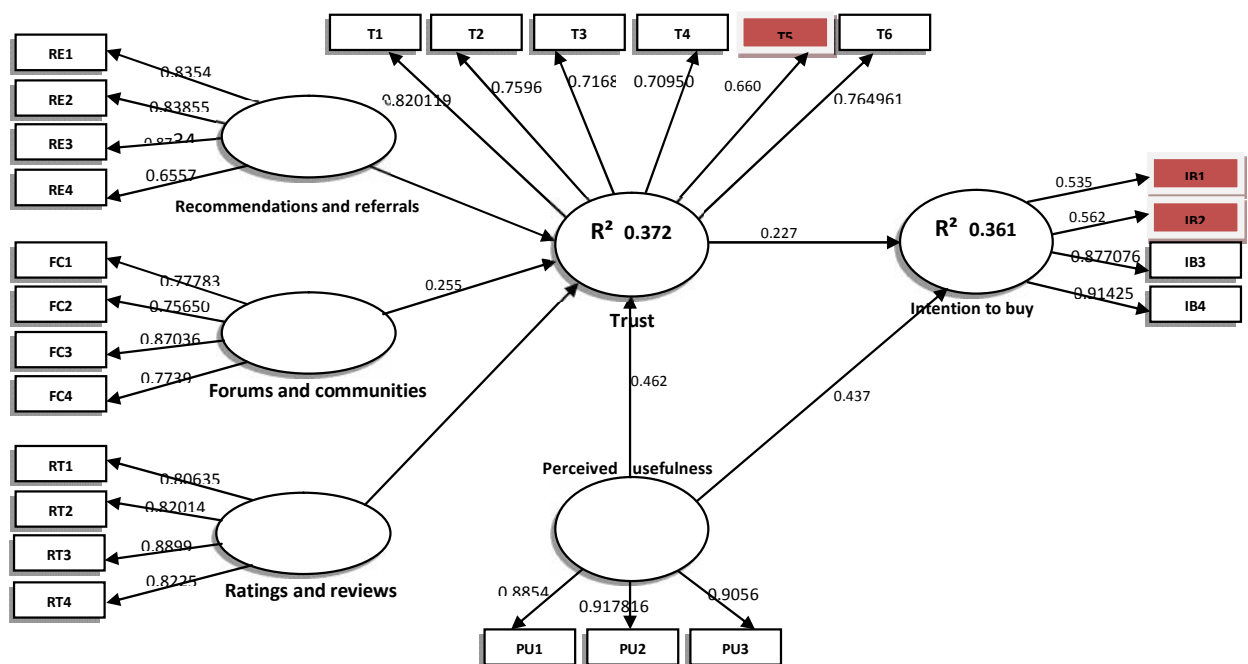 T1
T2
T3
T4
T5
T6
0.820119
0.7596
0.7168
0.70950
0.660
0.764961
RE1
RE2
RE3
RE4
0.8354
0.83855
0.6557
Recommendations and referrals
FC1
FC2
FC3
FC4
0.77783
0.75650
0.87036
0.7739
Forums and communities
0.255
RT1
RT2
RT3
RT4
0.80635
0.82014
0.8899
0.8225
Ratings and reviews
R² 0.372
Trust
0.227
R² 0.361
Intention to buy
0.535
0.562
0.877076
0.91425
IB1
IB2
IB3
IB4
0.462
0.437
Perceived usefulness
0.8854
0.917816
0.9056
PU1
PU2
PU3